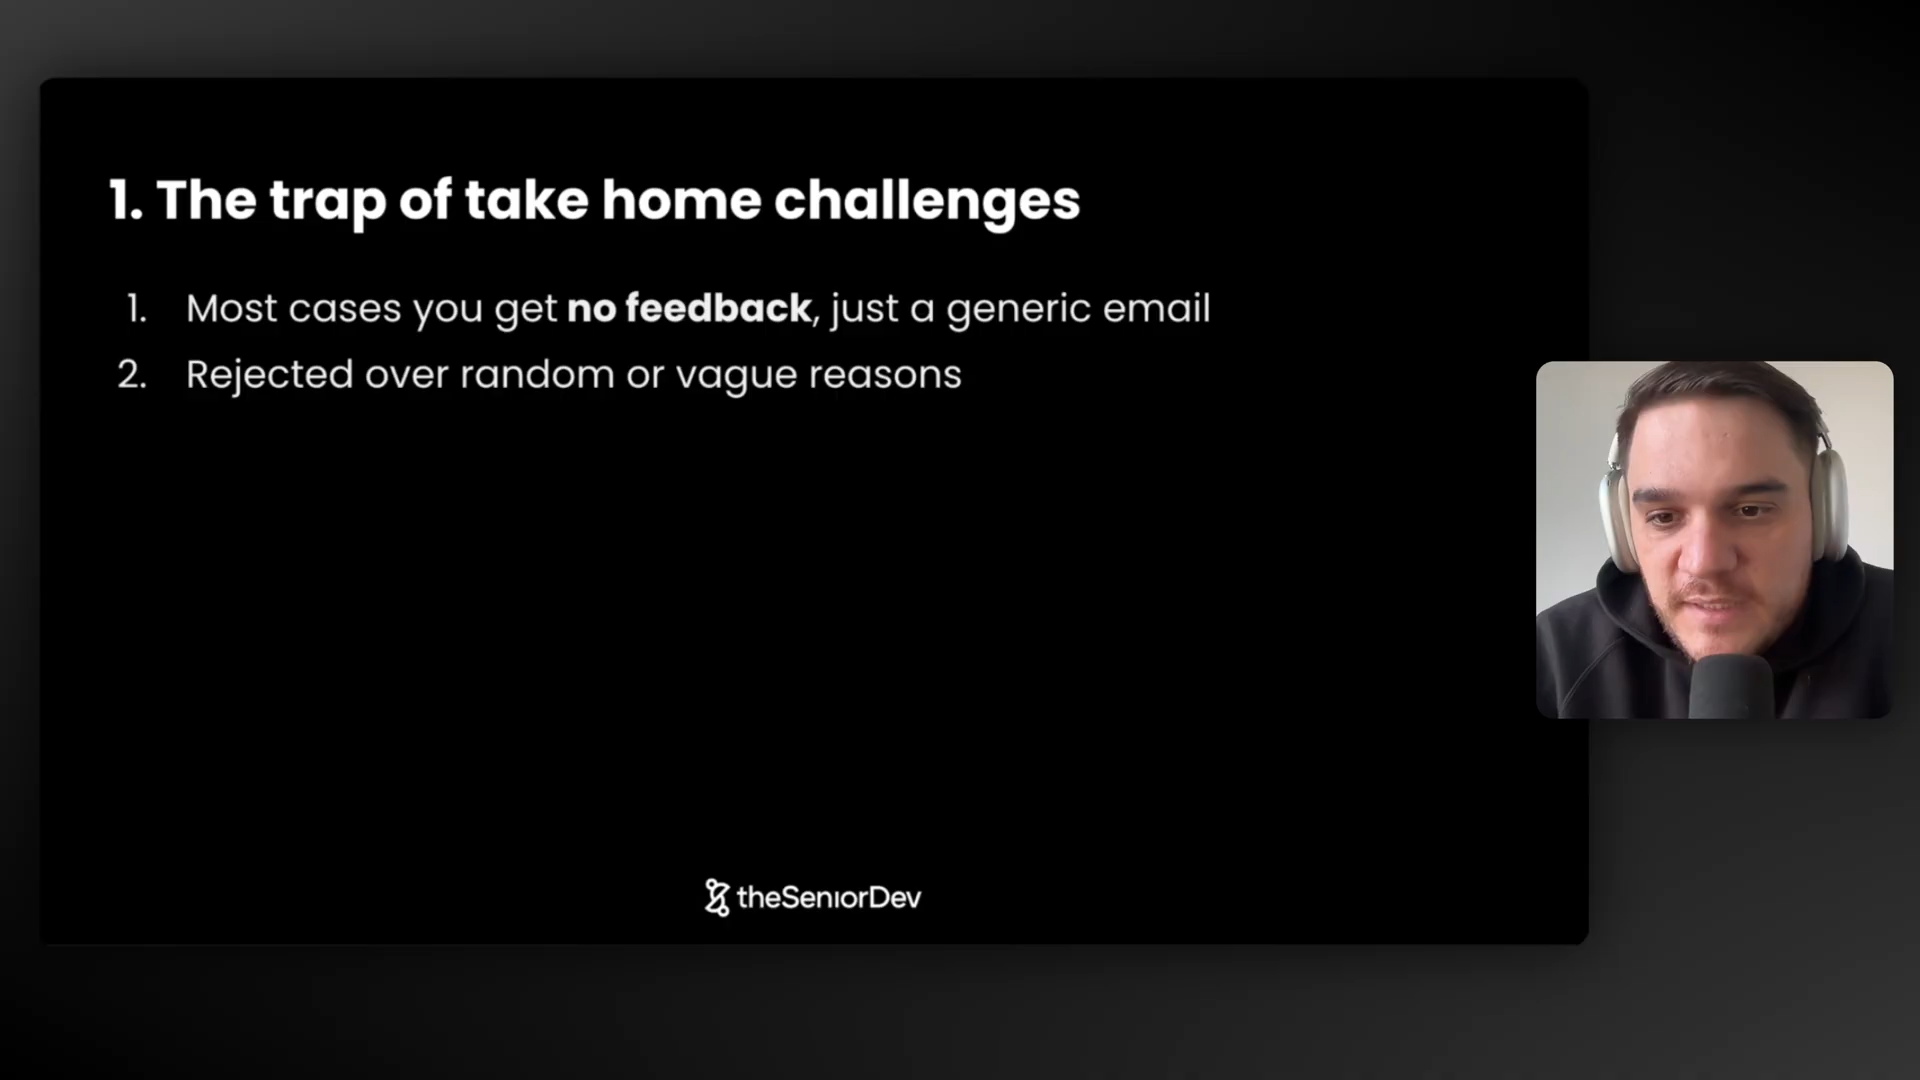 1. The trap of take home challenges
1. Most cases you get no feedback, just a generic email
2. Rejected over random or vague reasons
theSeniorDev